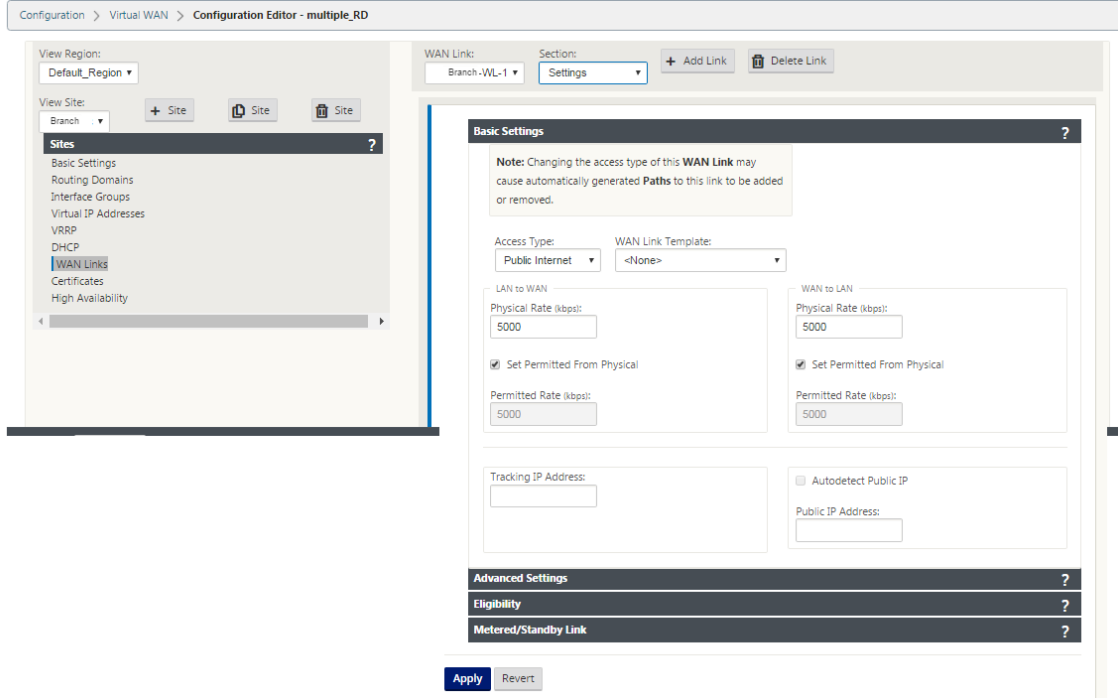 Configuration > Virtual WAN > Configuration Editor - multiple_RD
View Region:
Default_Region
View Site:
Branch
+ Site
Site
Site
Sites ?
Basic Settings
Routing Domains
Interface Groups
Virtual IP Addresses
VRRP
DHCP
WAN Links
Certificates
High Availability
WAN Link: Section:
Branch-WL-1 Settings + Add Link Delete Link
Basic Settings ?
Note: Changing the access type of this WAN Link may
cause automatically generated Paths to this link to be added
or removed.
Access Type: WAN Link Template:
Public Internet <None>
LAN to WAN
Physical Rate (kbps):
5000
Set Permitted From Physical
Permitted Rate (kbps):
5000
WAN to LAN
Physical Rate (kbps):
5000
Set Permitted From Physical
Permitted Rate (kbps):
5000
Tracking IP Address:
Autodetect Public IP
Public IP Address:
Advanced Settings ?
Eligibility ?
Metered/Standby Link ?
Apply Revert